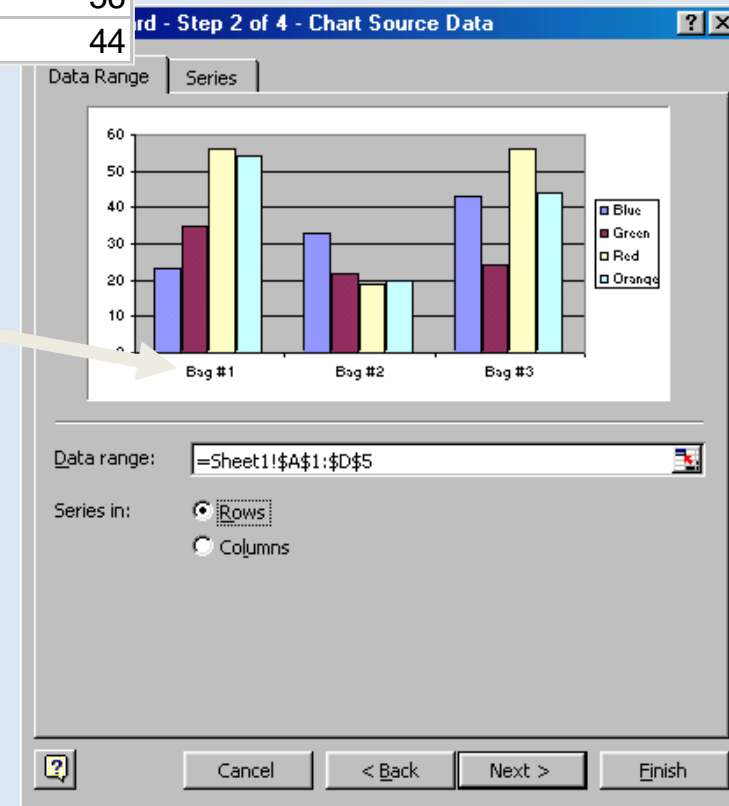 44
rd - Step 2 of 4 - Chart Source Data
Data Range Series
60
50
40
30
20
10
Blue
Green
Red
Orange
Bag #1 Bag #2 Bag #3
Data range: =Sheet1!$A$1:$D$5
Series in: Rows
Columns
Cancel < Back Next > Finish